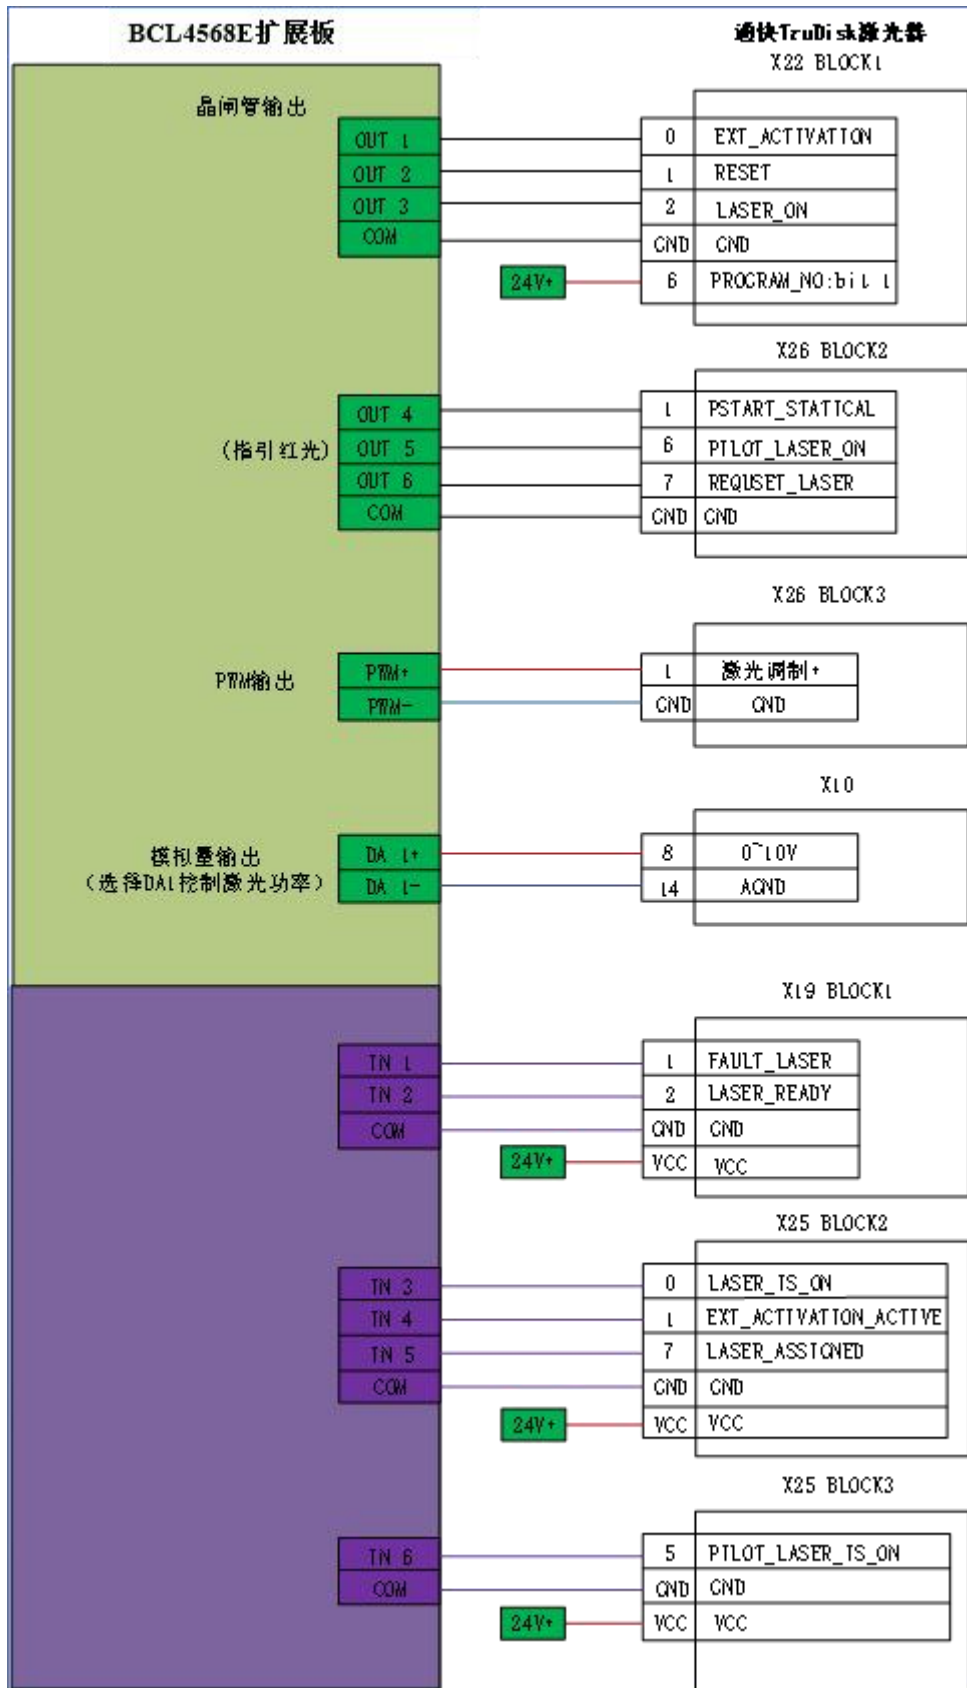 BCL4568E扩展板
通快TruDisk激光器
X22 BLOCK1
晶闸管输出
OUT 1 0 EXT_ACTIVATION
OUT 2 1 RESET
OUT 3 2 LASER_ON
COM GND GND
24V+ 6 PROGRAM_NO:bit 1
X26 BLOCK2
OUT 4 1 PSTART_STATICAL
(指引红光) OUT 5 6 PILOT_LASER_ON
OUT 6 7 REQUSET_LASER
COM GND GND
X26 BLOCK3
PWM输出 PWM+ 1 激光调制+
PWM- GND GND
X10
模拟量输出 DA 1+ 8 0~10V
(选择DA1控制激光功率) DA 1- 14 AGND
X19 BLOCK1
IN 1 1 FAULT_LASER
IN 2 2 LASER_READY
COM GND GND
24V+ VCC VCC
X25 BLOCK2
IN 3 0 LASER_IS_ON
IN 4 1 EXT_ACTIVATION_ACTIVE
IN 5 7 LASER_ASSIGNED
COM GND GND
24V+ VCC VCC
X25 BLOCK3
IN 6 5 PILOT_LASER_IS_ON
COM GND GND
24V+ VCC VCC